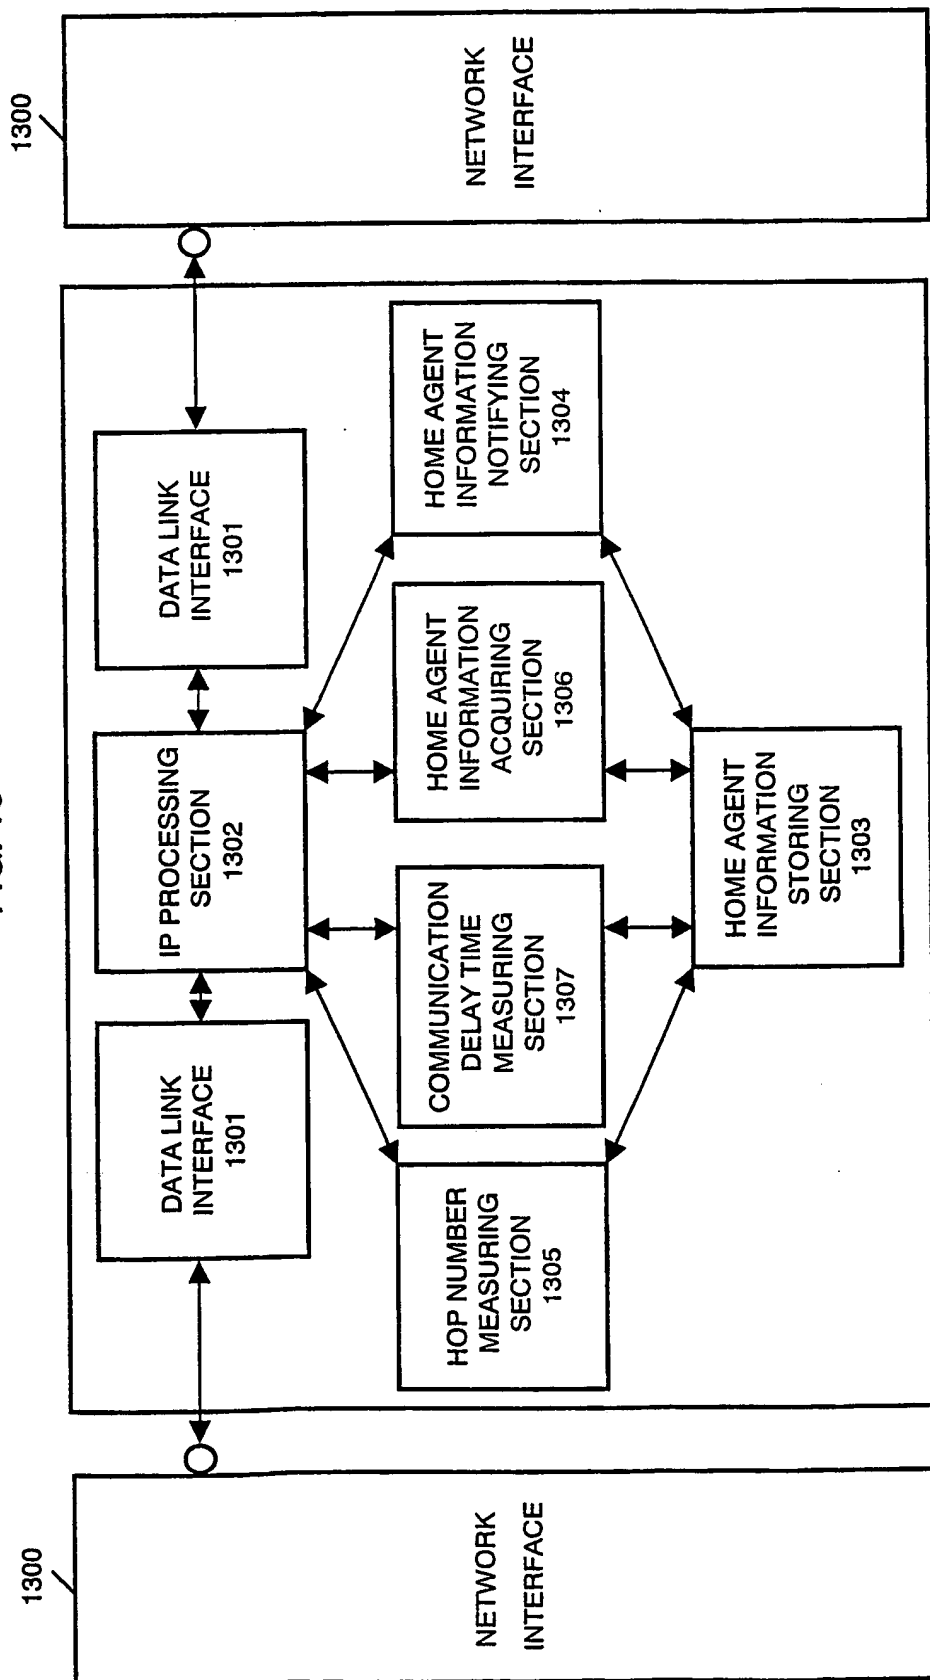 1300
1300
DATA LINK
INTERFACE
1301
IP PROCESSING
SECTION
1302
DATA LINK
INTERFACE
1301
NETWORK
INTERFACE
HOP NUMBER
MEASURING
SECTION
1305
COMMUNICATION
DELAY TIME
MEASURING
SECTION
1307
HOME AGENT
INFORMATION
ACQUIRING
SECTION
1306
HOME AGENT
INFORMATION
NOTIFYING
SECTION
1304
NETWORK
INTERFACE
HOME AGENT
INFORMATION
STORING
SECTION
1303